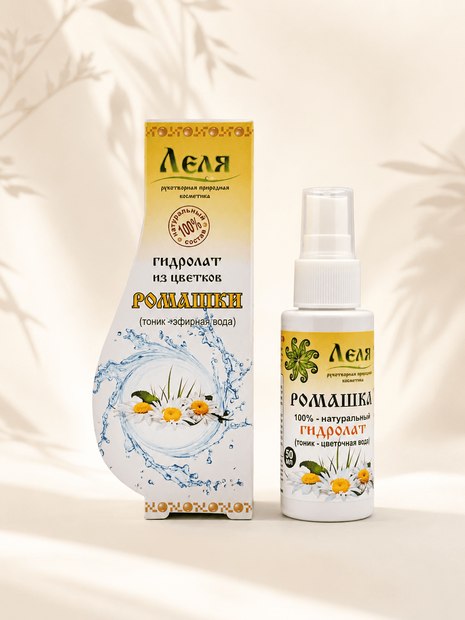 Леля
рукотворная природная
косметика
натуральный
100%
состав
гидролат
из цветков
ромашки
(тоник - эфирная вода)
Леля
рукотворная природная
косметика
РОМАШКА
100% - натуральный
гидролат
(тоник - цветочная вода)
50
мл